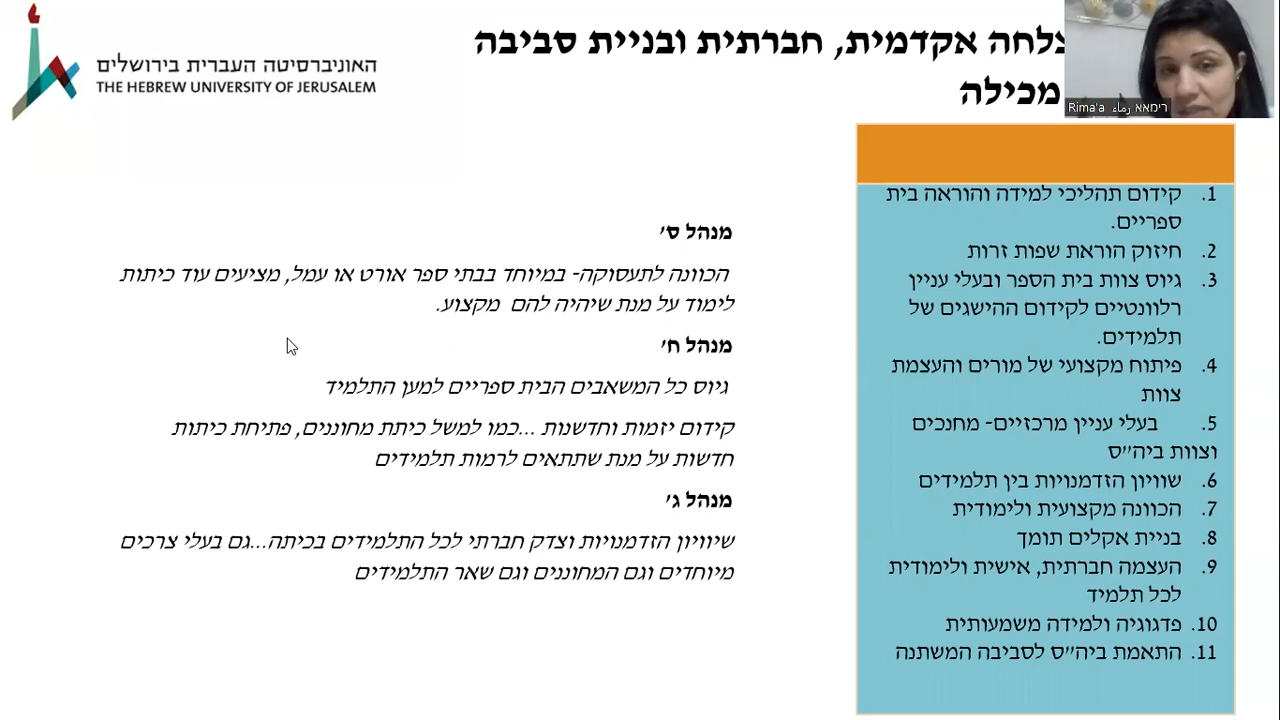 האוניברסיטה העברית בירושלים
THE HEBREW UNIVERSITY OF JERUSALEM
אקדמית, חברתית ובניית סביבה
מכילה
Rima'a رماء רימאא
1. קידום תהליכי למידה והוראה בית
ספריים.
2. חיזוק הוראת שפות זרות
3. גיוס צוות בית הספר ובעלי עניין
רלוונטיים לקידום ההישגים של
תלמידים.
4. פיתוח מקצועי של מורים והעצמת
צוות
5. בעלי עניין מרכזיים- מחנכים
וצוות ביה״ס
6. שוויון הזדמנויות בין תלמידים
7. הכוונה מקצועית ולימודית
8. בניית אקלים תומך
9. העצמה חברתית, אישית ולימודית
לכל תלמיד
10. פדגוגיה ולמידה משמעותית
11. התאמת ביה״ס לסביבה המשתנה
מנהל ס׳
הכוונה לתעסוקה- במיוחד בבתי ספר אורט או עמל, מציעים עוד כיתות
לימוד על מנת שיהיה להם מקצוע.
מנהל ח׳
גיוס כל המשאבים הבית ספריים למען התלמיד
קידום יזמות וחדשנות ...כמו למשל כיתת מחוננים, פתיחת כיתות
חדשות על מנת שתתאים לרמות תלמידים
מנהל ג׳
שיוויון הזדמנויות וצדק חברתי לכל התלמידים בכיתה...גם בעלי צרכים
מיוחדים וגם המחוננים וגם שאר התלמידים